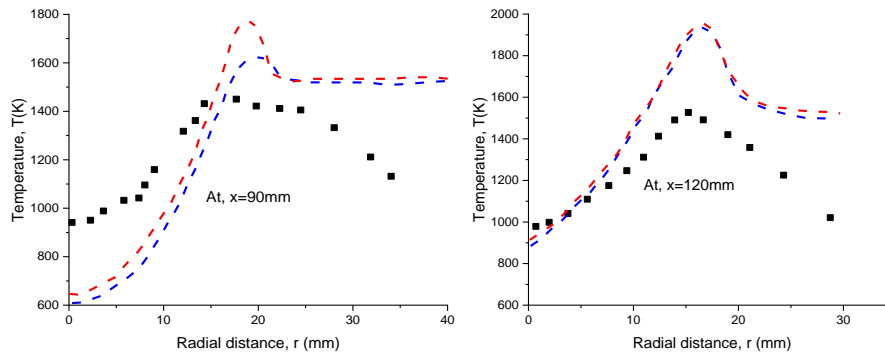 1800
1600
1400
1200
1000
800
600
Temperature, T(K)
At, x=90mm
0 10 20 30 40
Radial distance, r (mm)
2000
1800
1600
1400
1200
1000
800
600
Temperature, T(K)
At, x=120mm
0 10 20 30
Radial distance, r (mm)